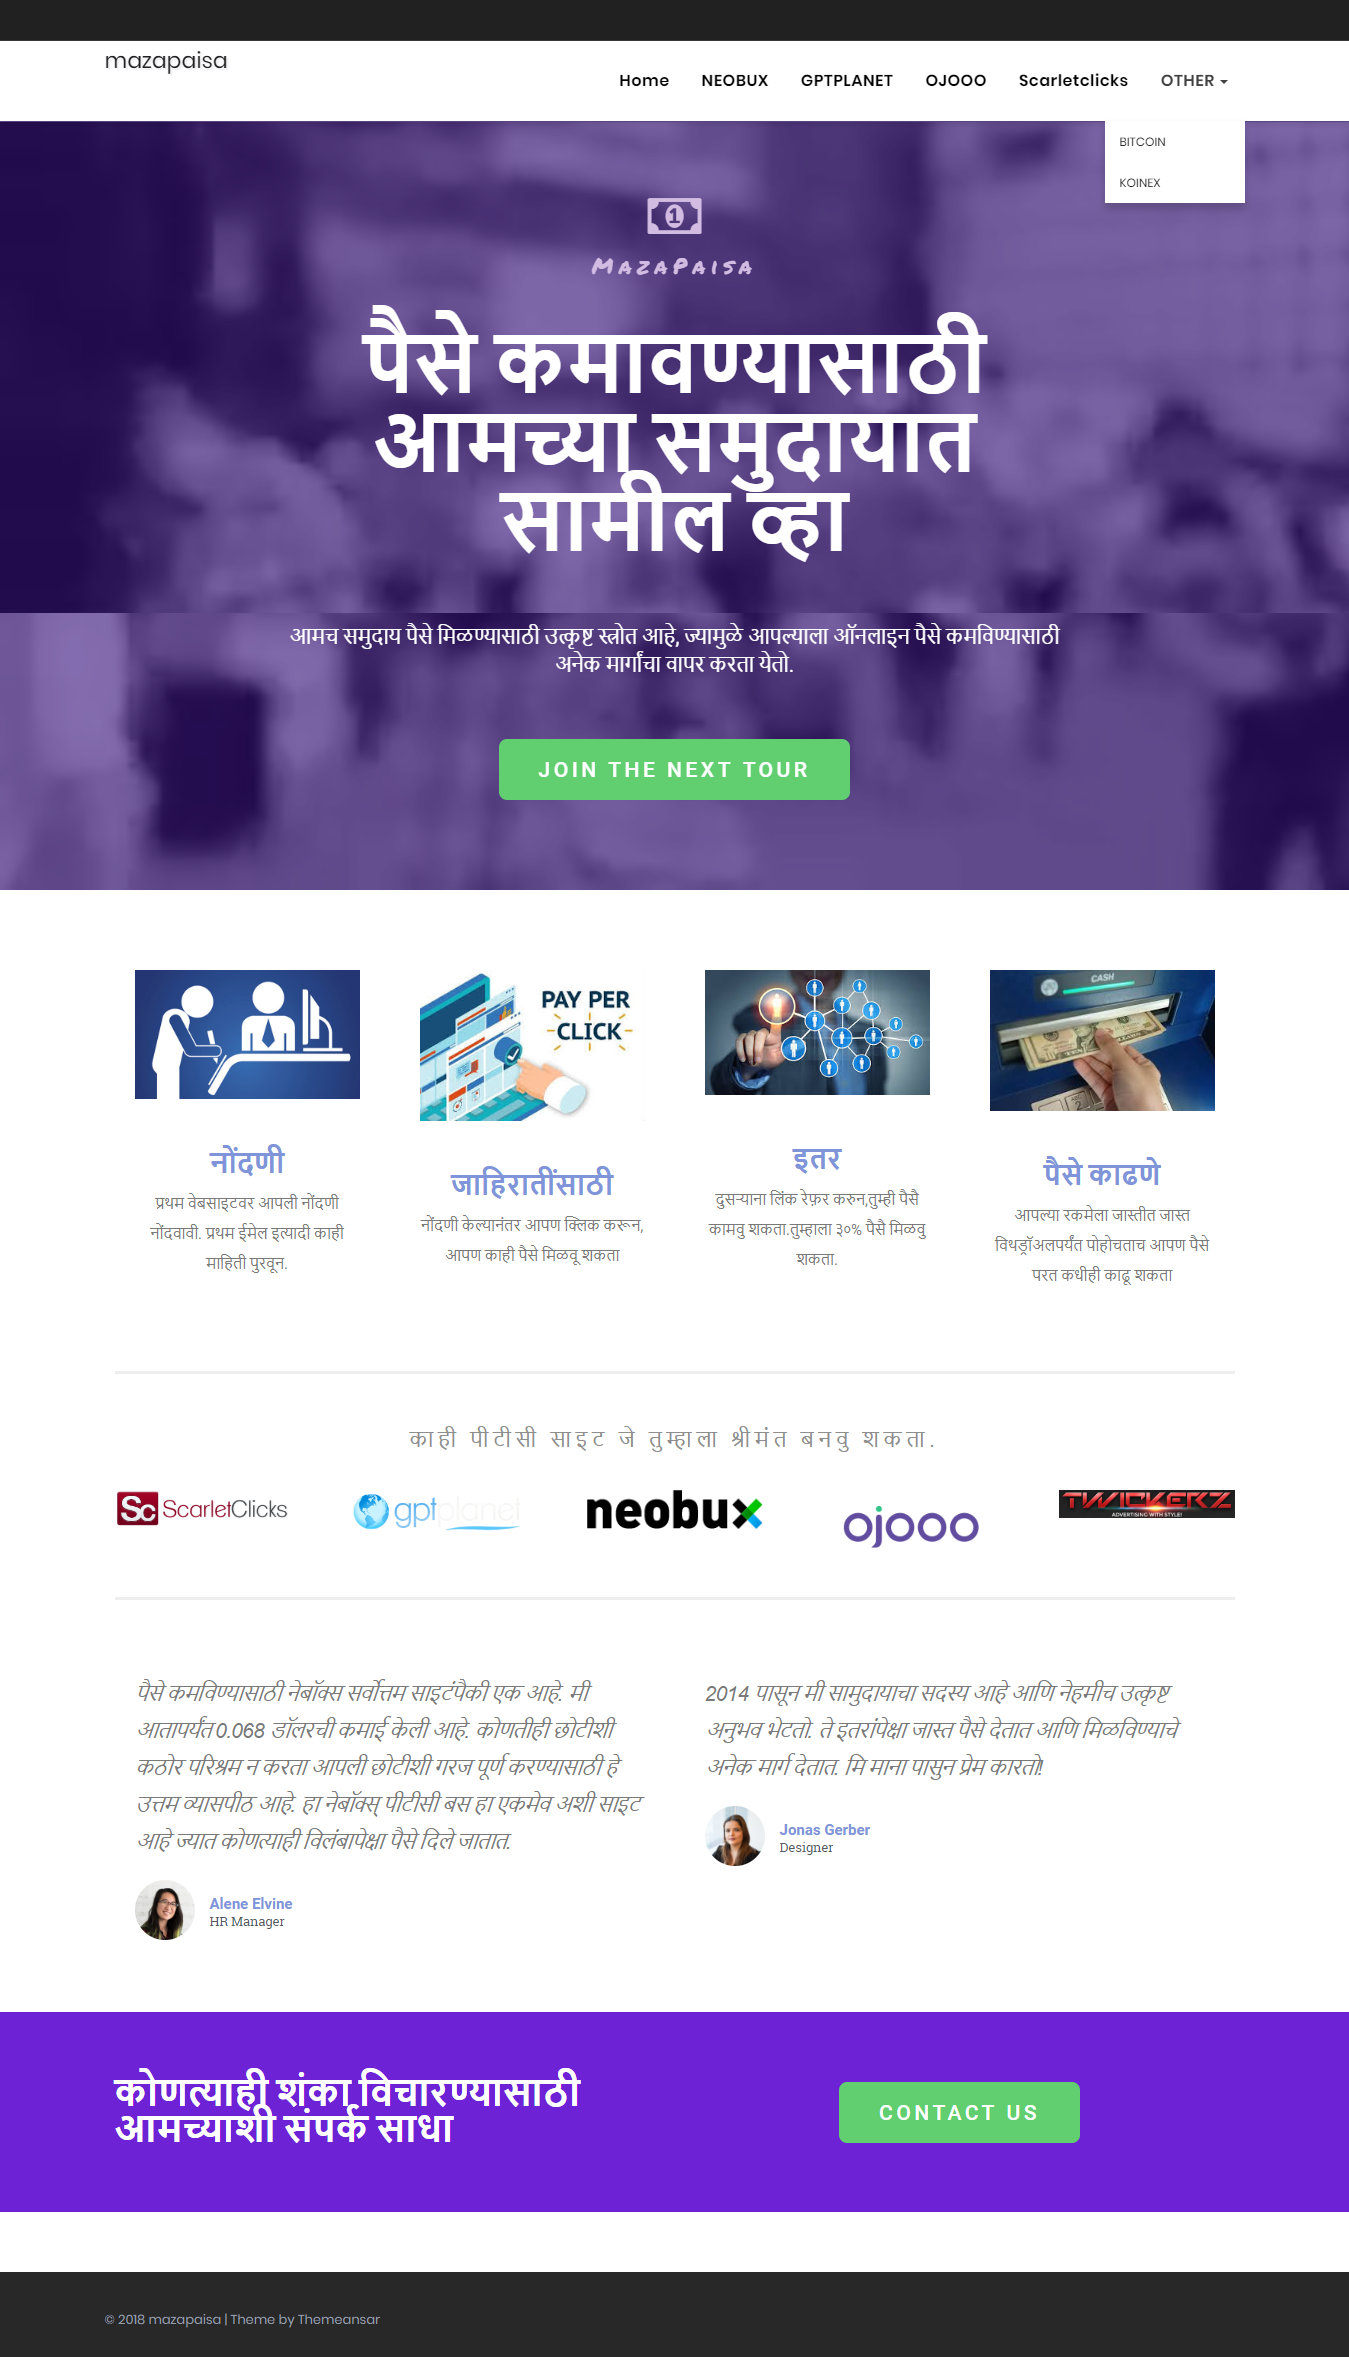 mazapaisa
Home NEOBUX GPTPLANET OJOOO Scarletclicks OTHER
BITCOIN
KOINEX
MazaPaisa
पैसे कमावण्यासाठी
आमच्या समुदायात
सामील व्हा
आमच समुदाय पैसे मिळण्यासाठी उत्कृष्ट स्त्रोत आहे, ज्यामुळे आपल्याला ऑनलाइन पैसे कमविण्यासाठी
अनेक मार्गांचा वापर करता येतो.
JOIN THE NEXT TOUR
PAY PER
CLICK
CASH
नोंदणी
प्रथम वेबसाइटवर आपली नोंदणी
नोंदवावी. प्रथम ईमेल इत्यादी काही
माहिती पुरवून.
जाहिरातींसाठी
नोंदणी केल्यानंतर आपण क्लिक करून,
आपण काही पैसे मिळवू शकता
इतर
दुसऱ्याना लिंक रेफ़र करुन,तुम्ही पैसै
कामवु शकता.तुम्हाला ३०% पैसै मिळवु
शकता.
पैसे काढणे
आपल्या रकमेला जास्तीत जास्त
विथड्रॉअलपर्यंत पोहोचताच आपण पैसे
परत कधीही काढू शकता
काही पीटीसी साइट जे तुम्हाला श्रीमंत बनवु शकता.
Sc ScarletClicks gptplanet neobux ojooo TWICKERZ
ADVERTISING WITH STYLE!
पैसे कमविण्यासाठी नेबॉक्स सर्वोत्तम साइटंपैकी एक आहे. मी
आतापर्यंत 0.068 डॉलरची कमाई केली आहे. कोणतीही छोटीशी
कठोर परिश्रम न करता आपली छोटीशी गरज पूर्ण करण्यासाठी हे
उत्तम व्यासपीठ आहे. हा नेबॉक्स् पीटीसी बस हा एकमेव अशी साइट
आहे ज्यात कोणत्याही विलंबापेक्षा पैसे दिले जातात.
Alene Elvine
HR Manager
2014 पासून मी सामुदायाचा सदस्य आहे आणि नेहमीच उत्कृष्ट
अनुभव भेटतो. ते इतरांपेक्षा जास्त पैसे देतात आणि मिळविण्याचे
अनेक मार्ग देतात. मि माना पासुन प्रेम कारतो!
Jonas Gerber
Designer
कोणत्याही शंका विचारण्यासाठी
आमच्याशी संपर्क साधा
CONTACT US
© 2018 mazapaisa | Theme by Themeansar